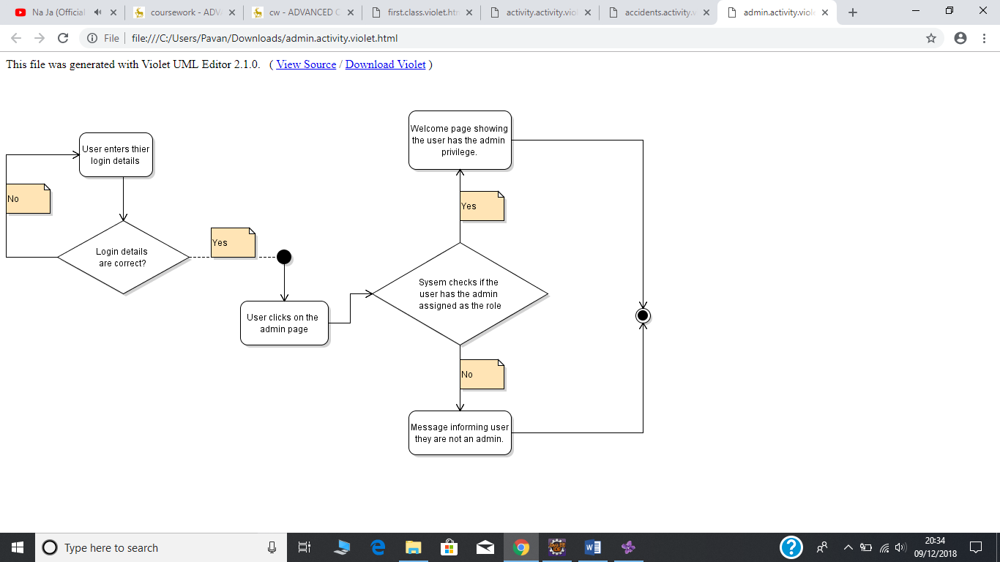 Na Ja (Official
coursework - ADV
cw - ADVANCED C
first.class.violet.htm
activity.activity.viol
accidents.activity.v
admin.activity.viole
File
file:///C:/Users/Pavan/Downloads/admin.activity.violet.html
This file was generated with Violet UML Editor 2.1.0. ( View Source / Download Violet )
User enters thier
login details
No
Login details
are correct?
Yes
User clicks on the
admin page
Welcome page showing
the user has the admin
privilege.
Yes
Sysem checks if the
user has the admin
assigned as the role
No
Message informing user
they are not an admin.
Type here to search
Java EE
IDE
20:34
09/12/2018